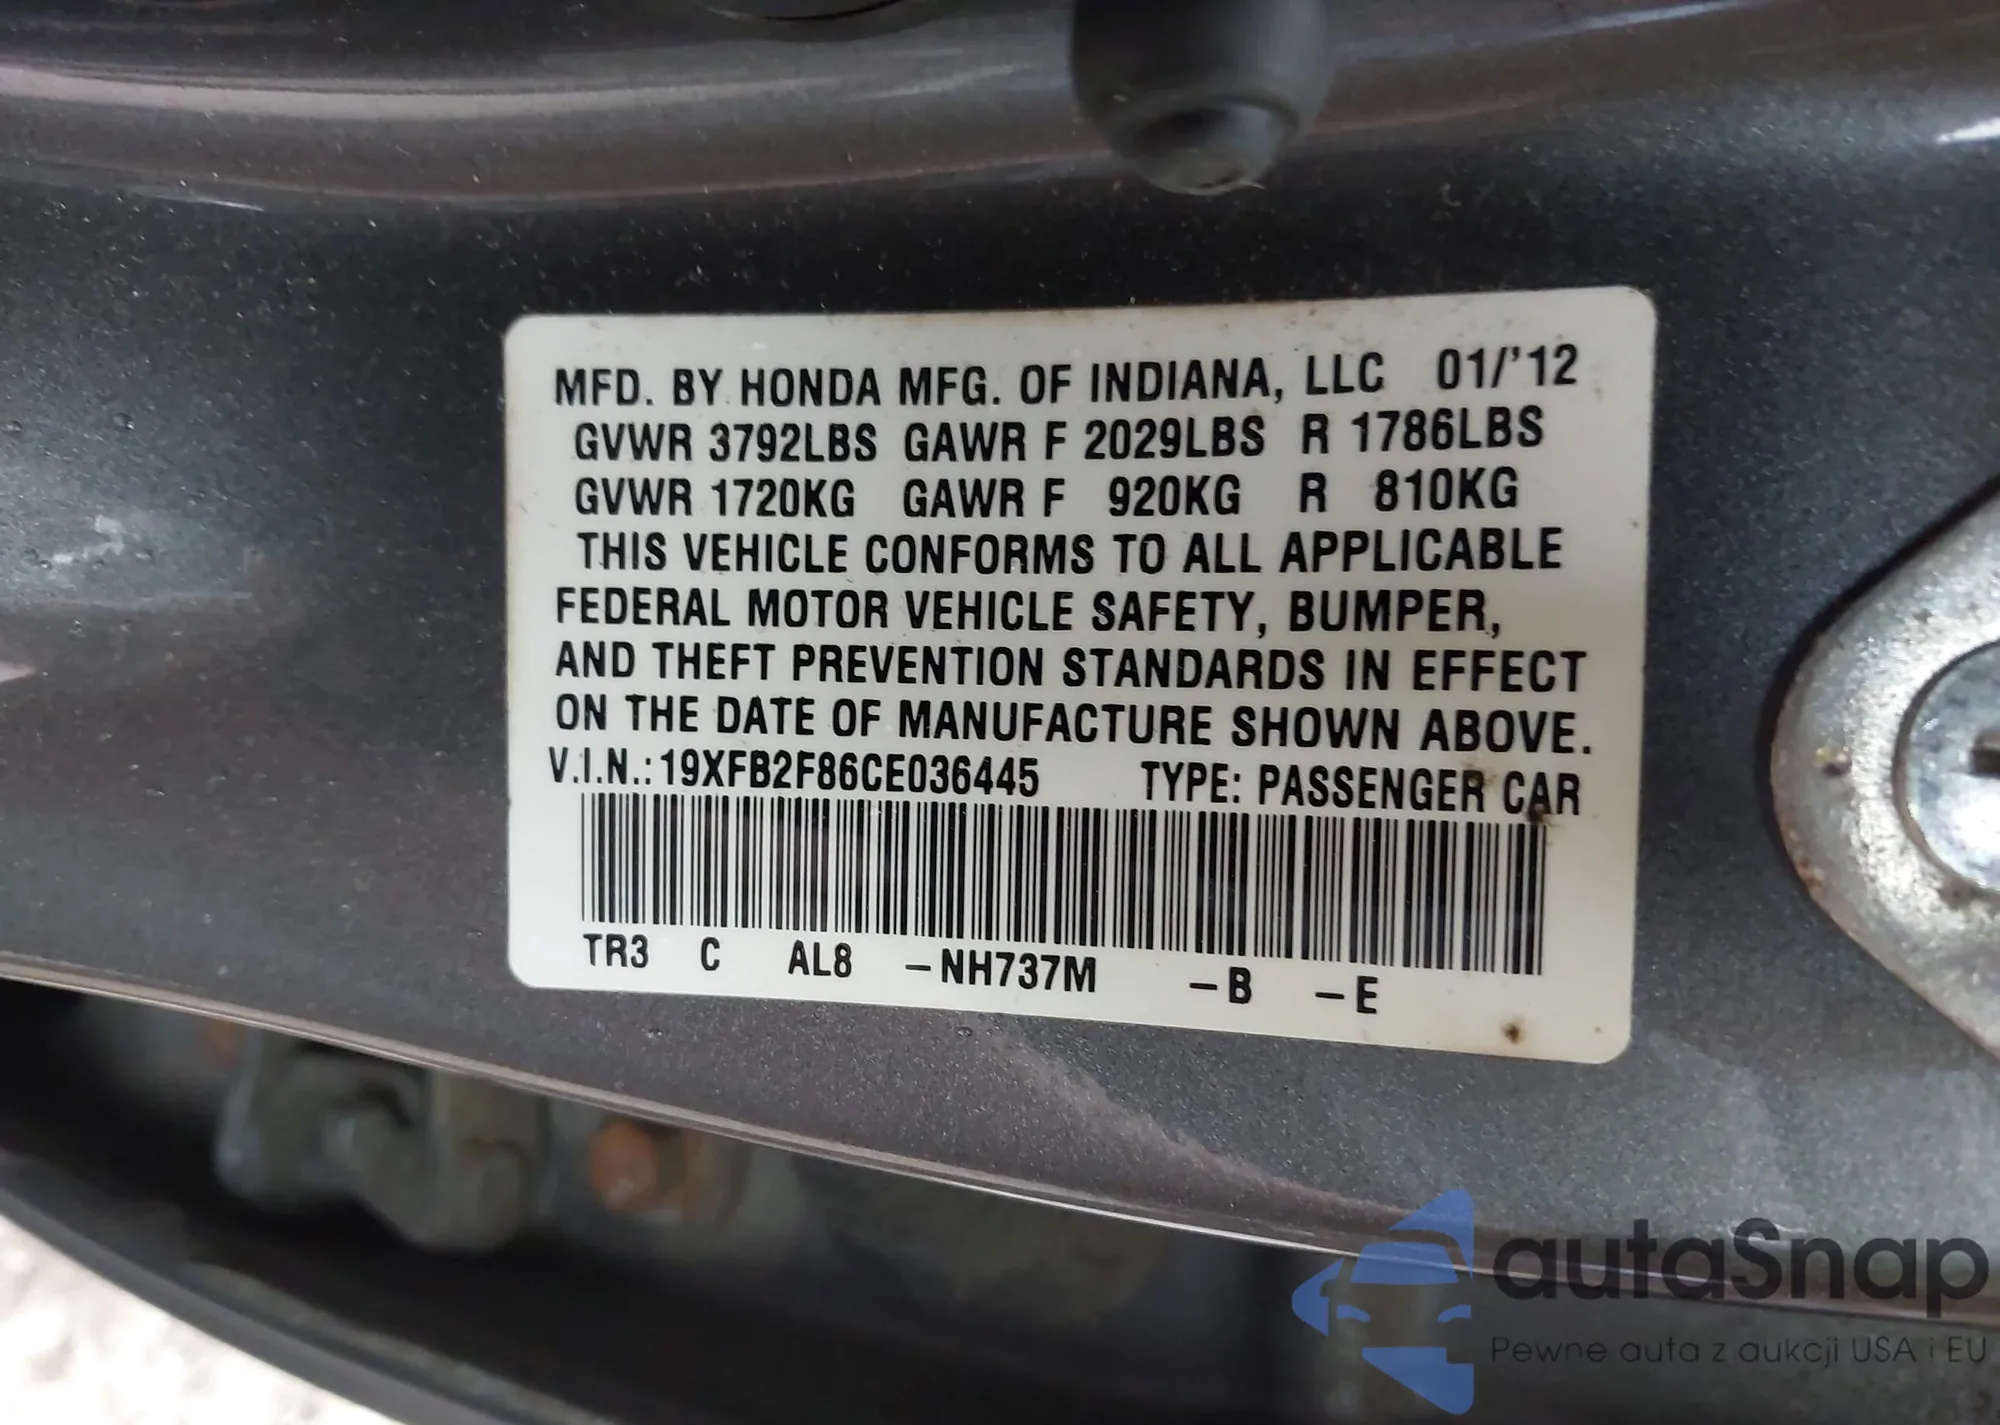 MFD. BY HONDA MFG. OF INDIANA, LLC 01/'12
GVWR 3792LBS GAWR F 2029LBS R 1786LBS
GVWR 1720KG GAWR F 920KG R 810KG
THIS VEHICLE CONFORMS TO ALL APPLICABLE
FEDERAL MOTOR VEHICLE SAFETY, BUMPER,
AND THEFT PREVENTION STANDARDS IN EFFECT
ON THE DATE OF MANUFACTURE SHOWN ABOVE.
V.I.N.: 19XFB2F86CE036445 TYPE: PASSENGER CAR
TR3 C AL8 -NH737M -B -E
autaSnap
Pewne auta z aukcji USA i EU